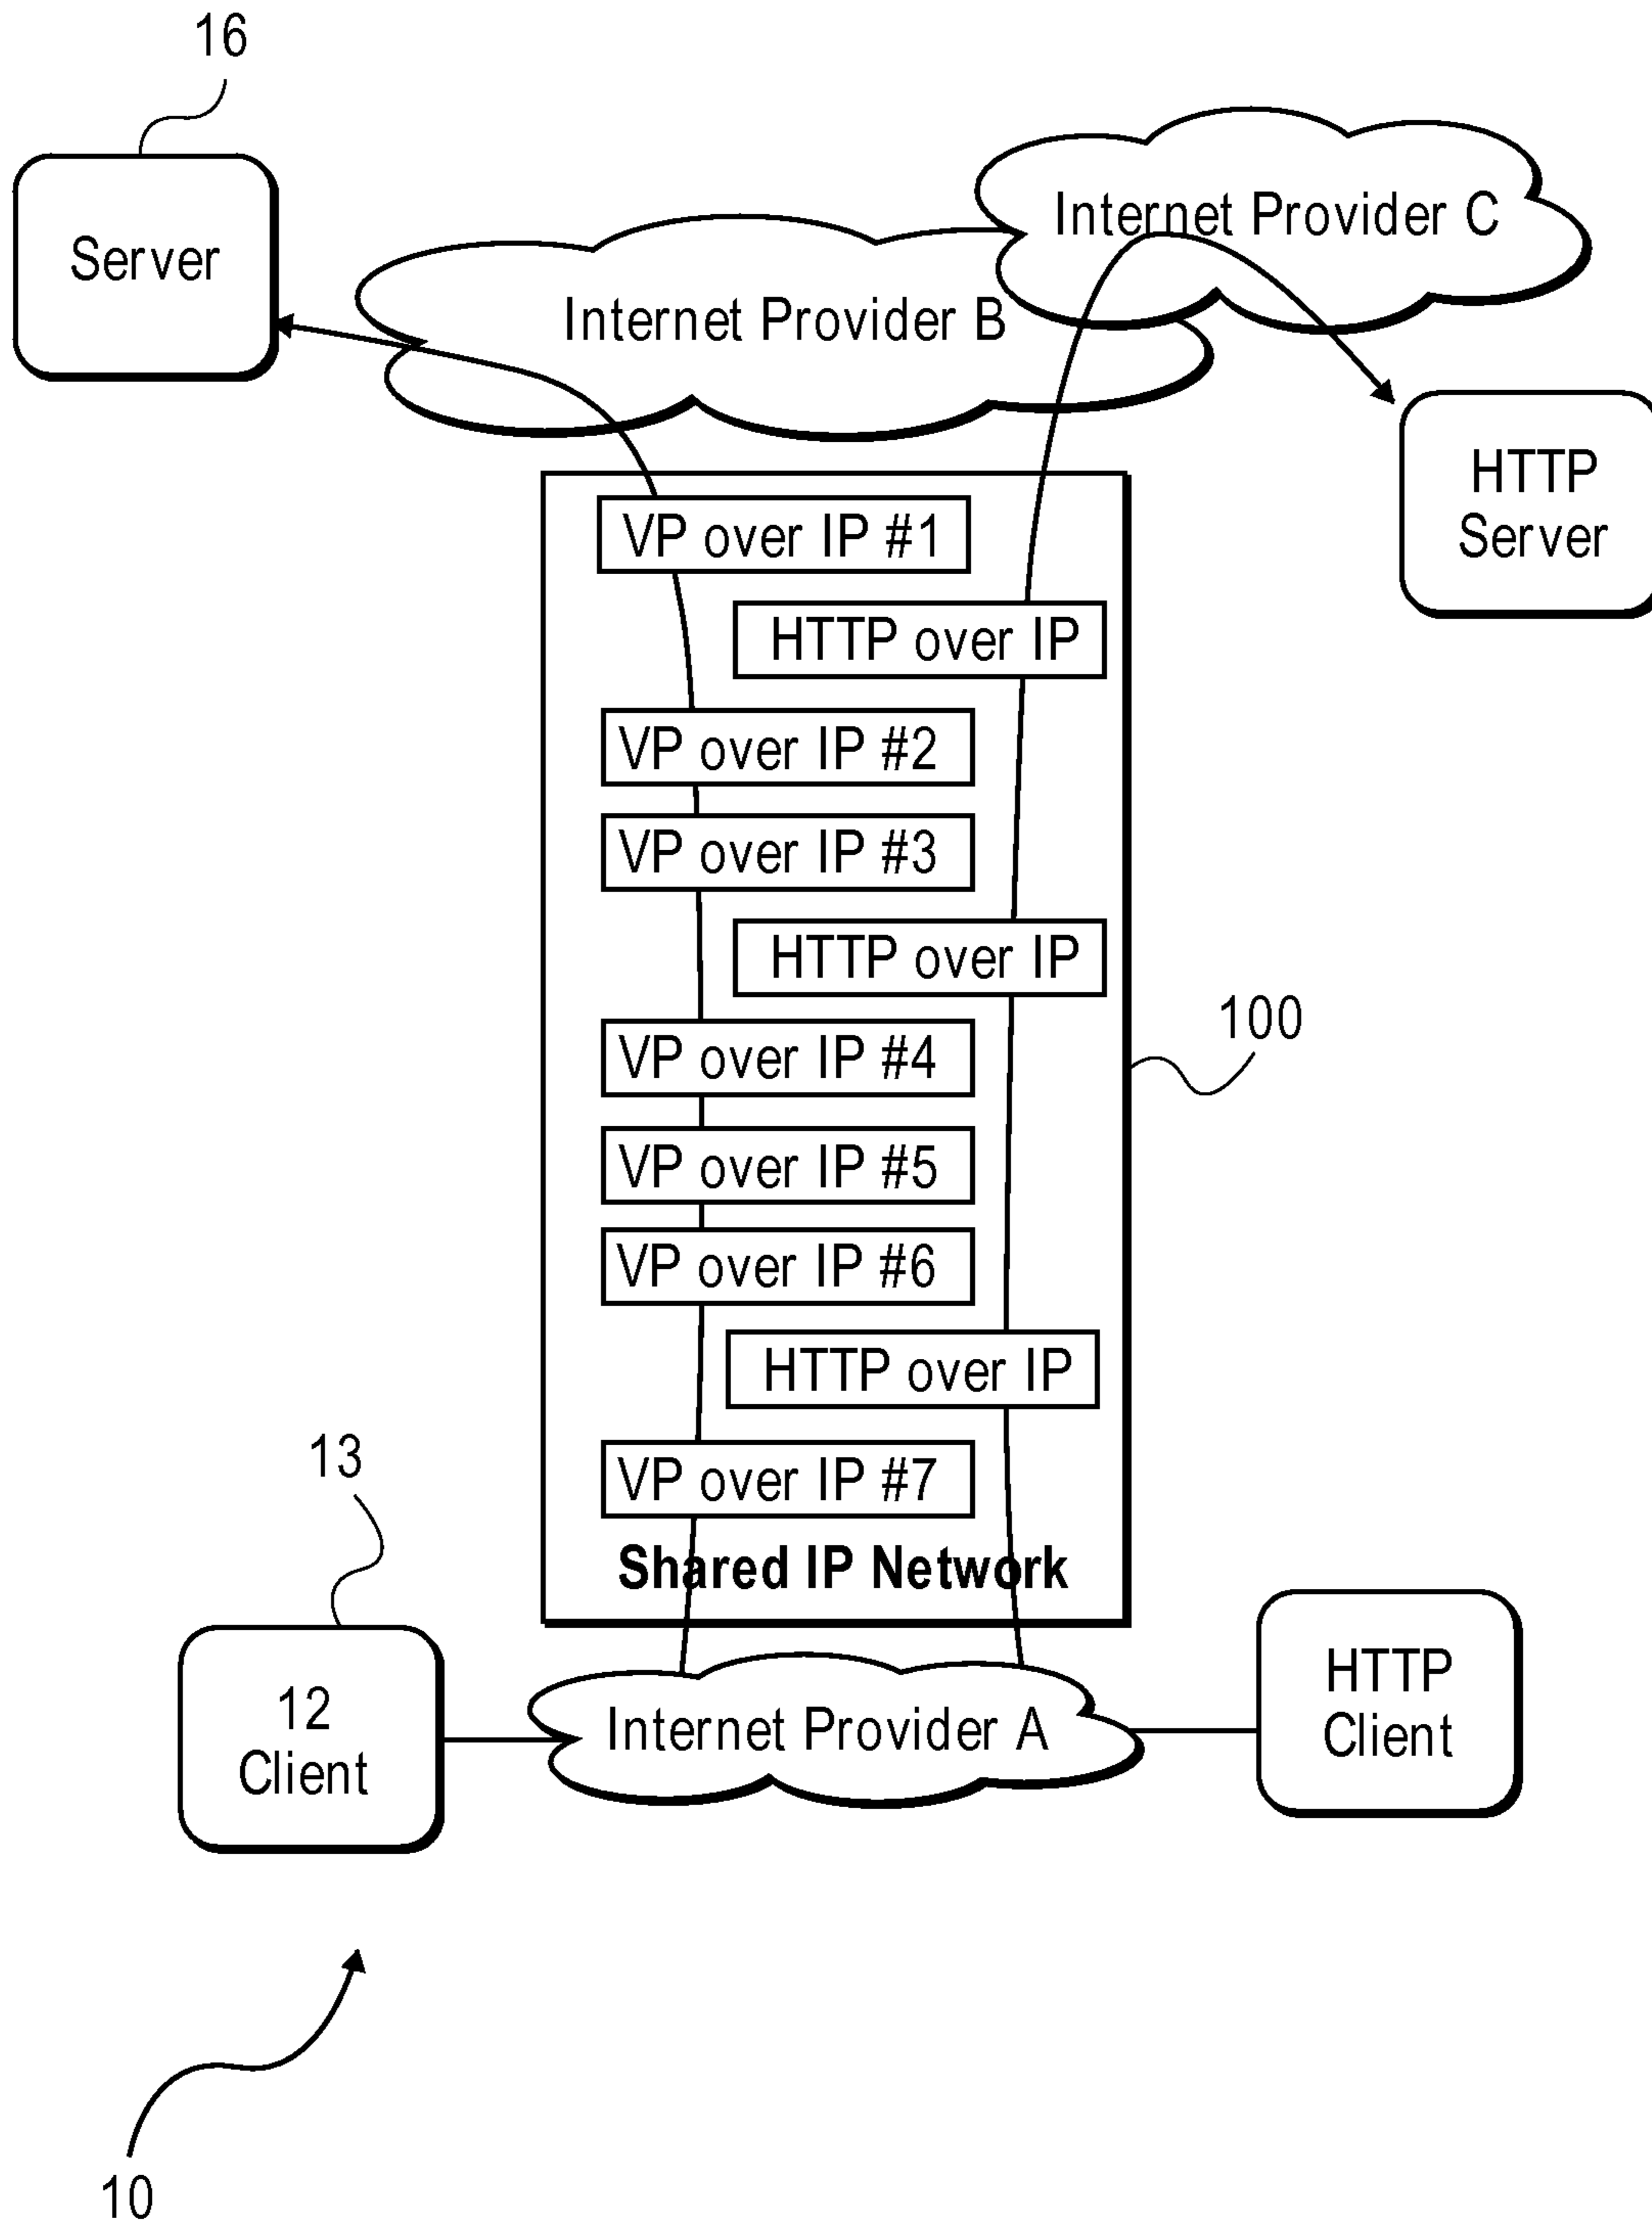 16
Server
Internet Provider C
Internet Provider B
HTTP
Server
VP over IP #1
HTTP over IP
VP over IP #2
VP over IP #3
HTTP over IP
100
VP over IP #4
VP over IP #5
VP over IP #6
HTTP over IP
13
VP over IP #7
Shared IP Network
12
Client
Internet Provider A
HTTP
Client
10